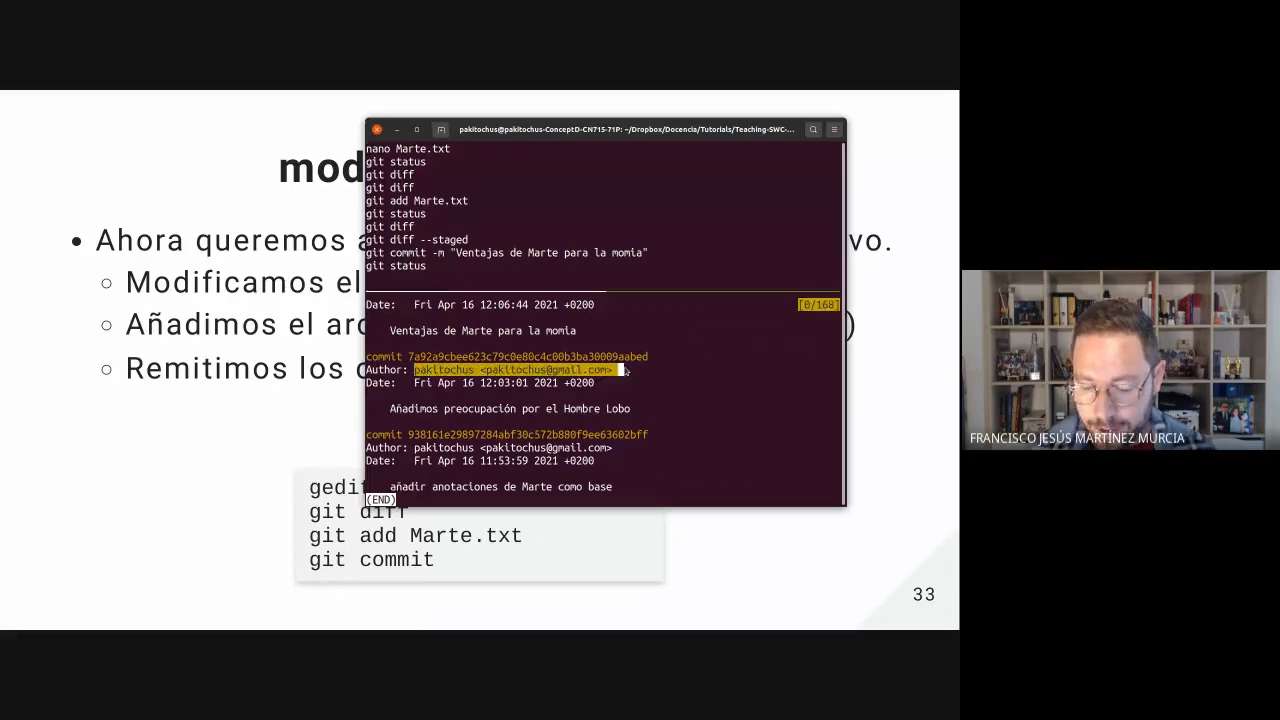 mod
Ahora queremos a
vo.
Modificamos el
Añadimos el arc
)
Remitimos los c
gedit
git diff
git add Marte.txt
git commit
33
pakitochus@pakitochus-ConceptD-CN715-71P: ~/Dropbox/Docencia/Tutorials/Teaching-SWC-...
nano Marte.txt
git status
git diff
git diff
git add Marte.txt
git status
git diff
git diff --staged
git commit -m "Ventajas de Marte para la momia"
git status
Date: Fri Apr 16 12:06:44 2021 +0200 [0/168]
Ventajas de Marte para la momia
commit 7a92a9cbee623c79c0e80c4c00b3ba30009aabed
Author: pakitochus <pakitochus@gmail.com>
Date: Fri Apr 16 12:03:01 2021 +0200
Añadimos preocupación por el Hombre Lobo
commit 938161e29897284abf30c572b880f9ee63602bff
Author: pakitochus <pakitochus@gmail.com>
Date: Fri Apr 16 11:53:59 2021 +0200
añadir anotaciones de Marte como base
(END)
FRANCISCO JESÚS MARTÍNEZ MURCIA